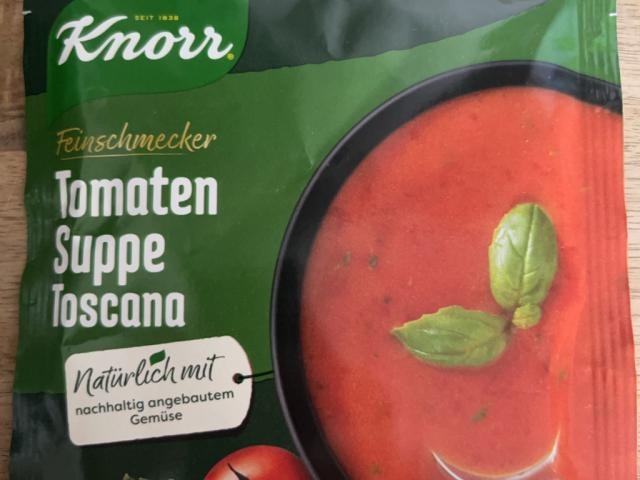 SEIT 1838
Knorr
Feinschmecker
Tomaten
Suppe
Toscana
Natürlich mit
nachhaltig angebautem
Gemüse